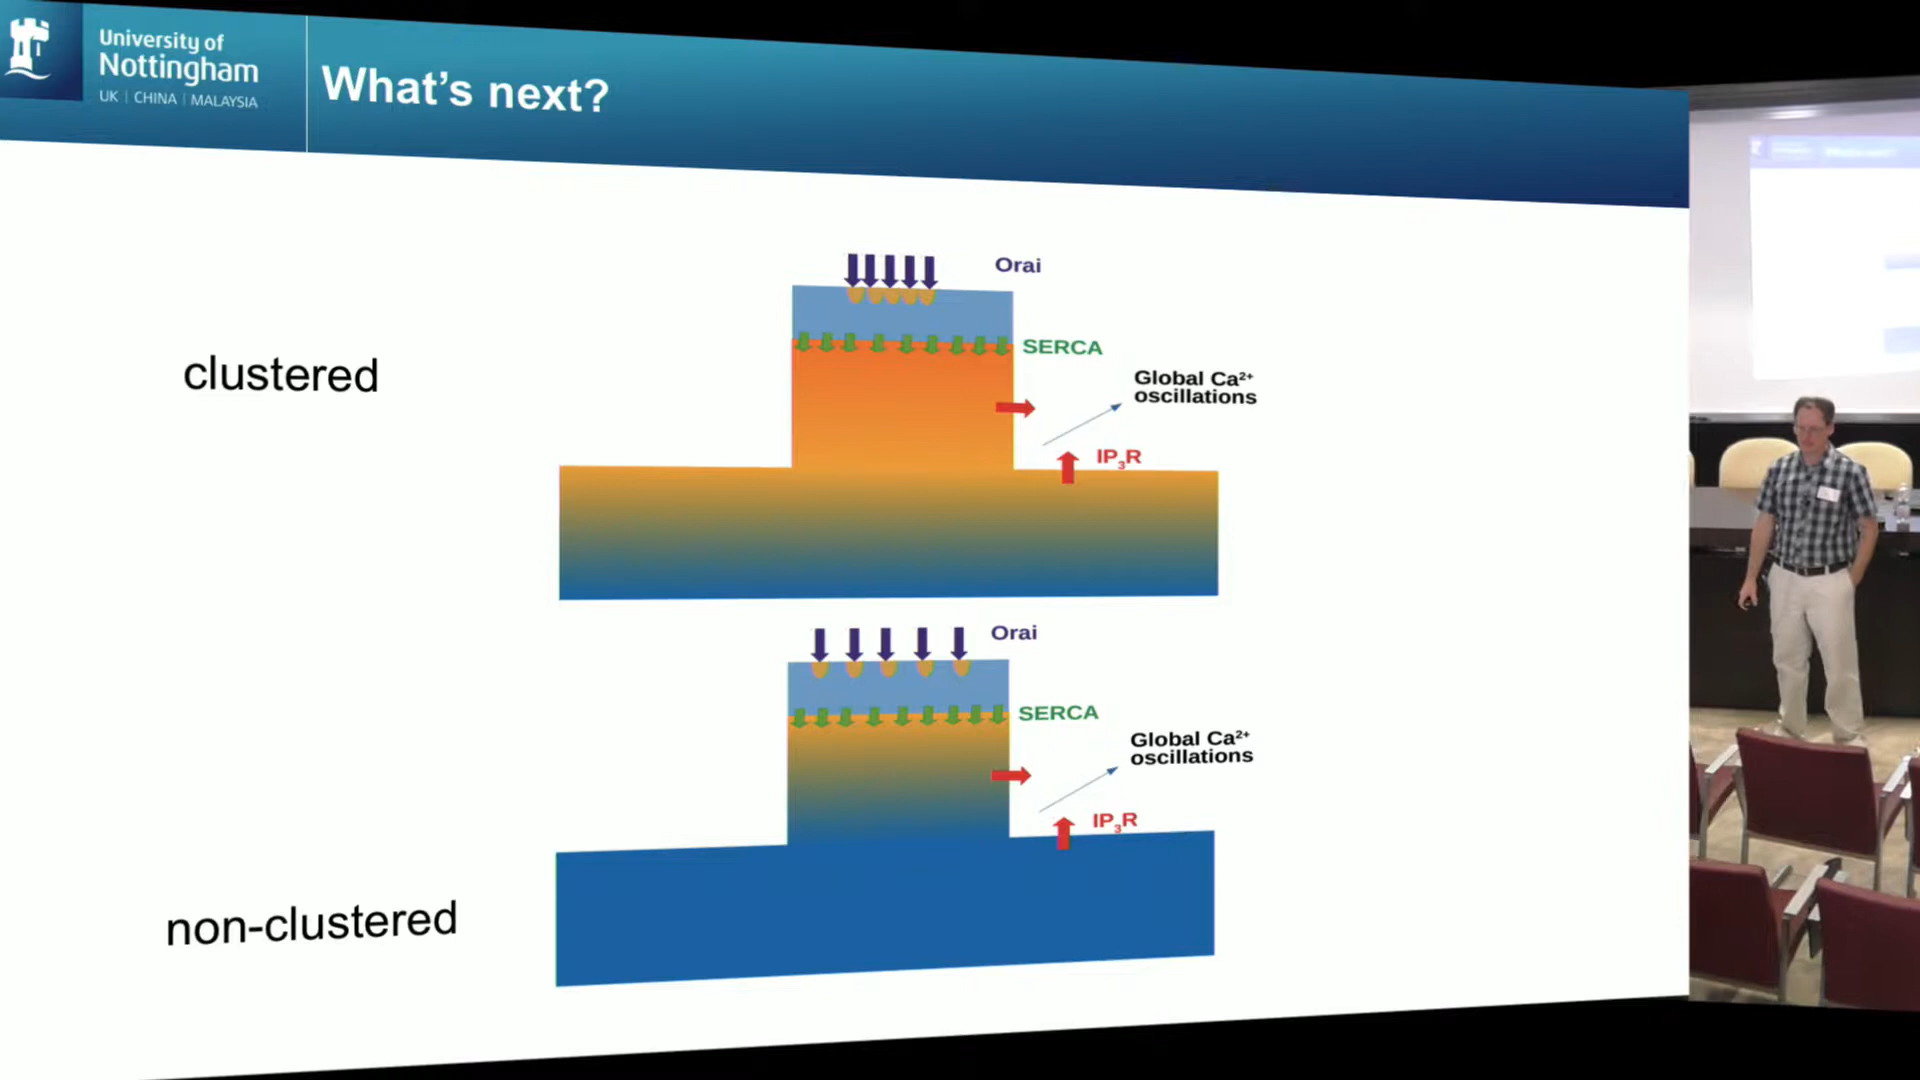 University of
Nottingham
UK | CHINA | MALAYSIA
What's next?
Orai
SERCA
clustered
Global Ca²⁺
oscillations
IP₃R
Orai
SERCA
Global Ca²⁺
oscillations
IP₃R
non-clustered